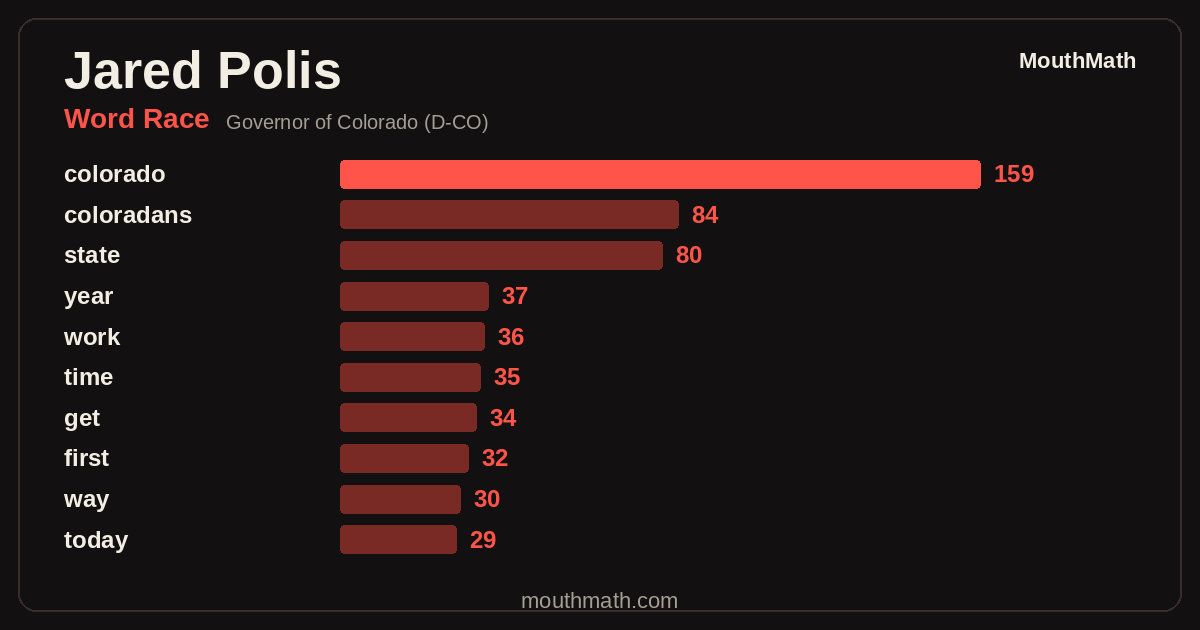 Jared Polis
MouthMath
Word Race Governor of Colorado (D-CO)
colorado 159
coloradans 84
state 80
year 37
work 36
time 35
get 34
first 32
way 30
today 29
mouthmath.com